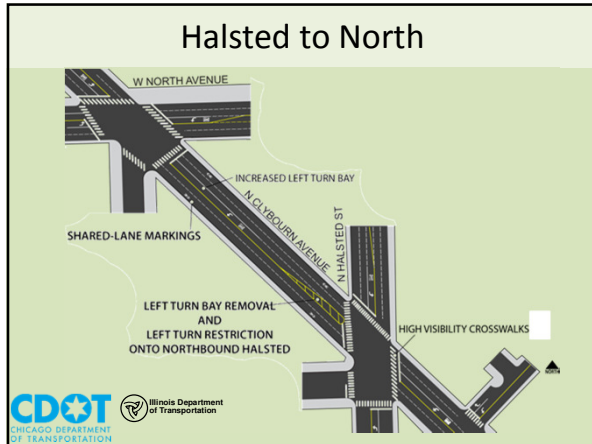 Halsted to North
W NORTH AVENUE
INCREASED LEFT TURN BAY
N CLYBOURN AVENUE
N HALSTED ST
SHARED-LANE MARKINGS
LEFT TURN BAY REMOVAL
AND
LEFT TURN RESTRICTION
ONTO NORTHBOUND HALSTED
HIGH VISIBILITY CROSSWALKS
NORTH
CDOT
CHICAGO DEPARTMENT
OF TRANSPORTATION
Illinois Department
of Transportation